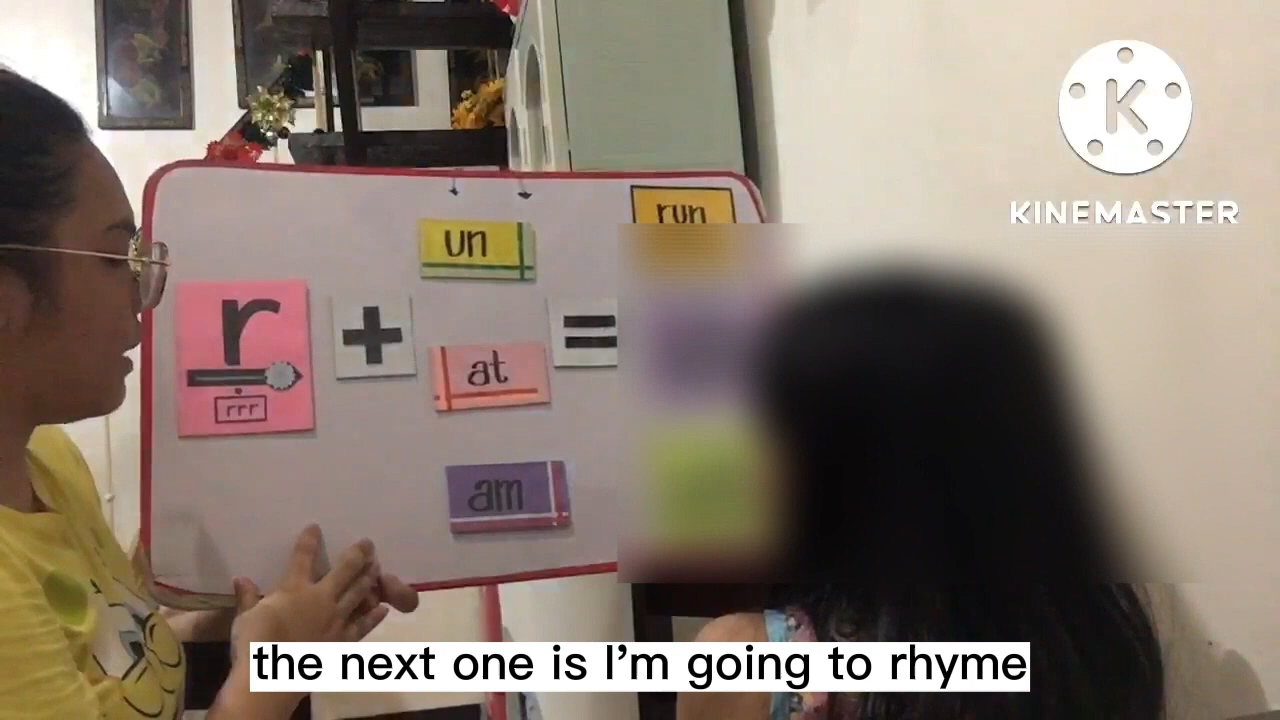 K
KINEMASTER
un
run
r
+
=
rrr
at
am
the next one is I'm going to rhyme